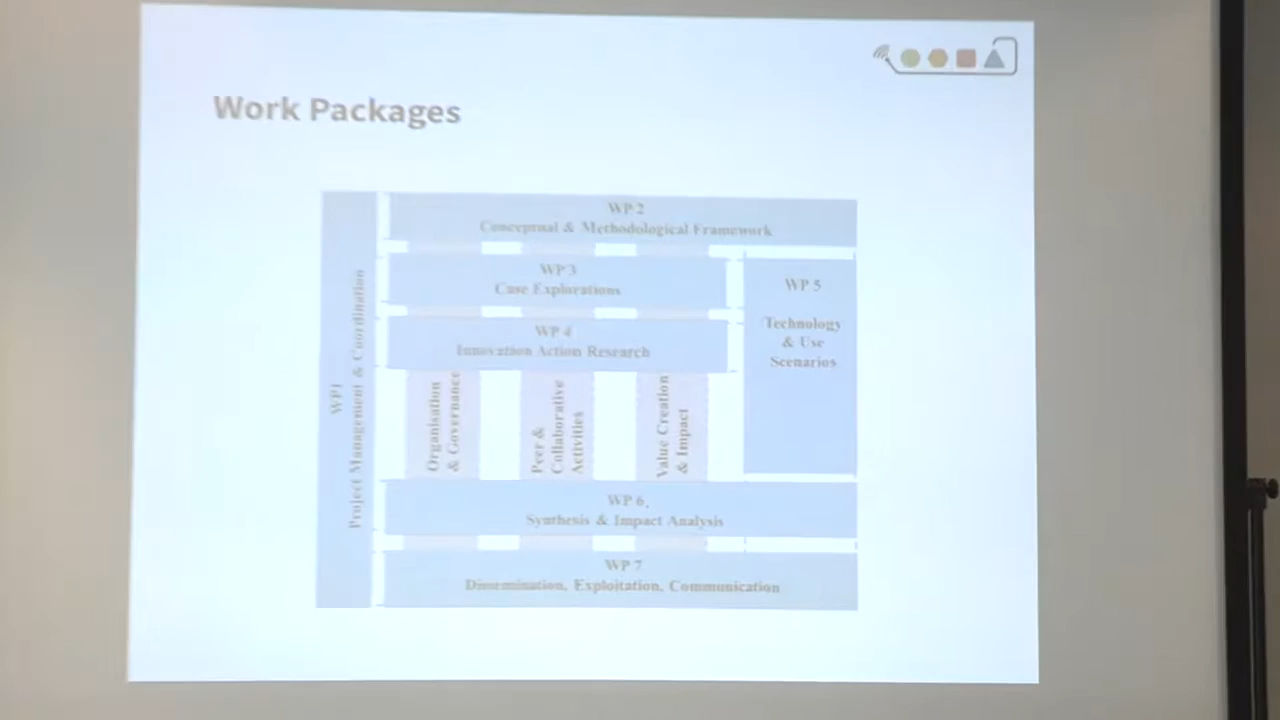 Work Packages
WP1
Project Management & Coordination
WP 2
Conceptual & Methodological Framework
WP 3
Case Explorations
WP 4
Innovation Action Research
WP 5
Technology
& Use
Scenarios
Organisation
& Governance
Peer &
Collaborative
Activities
Value Creation
& Impact
WP 6,
Synthesis & Impact Analysis
WP 7
Dissemination, Exploitation, Communication